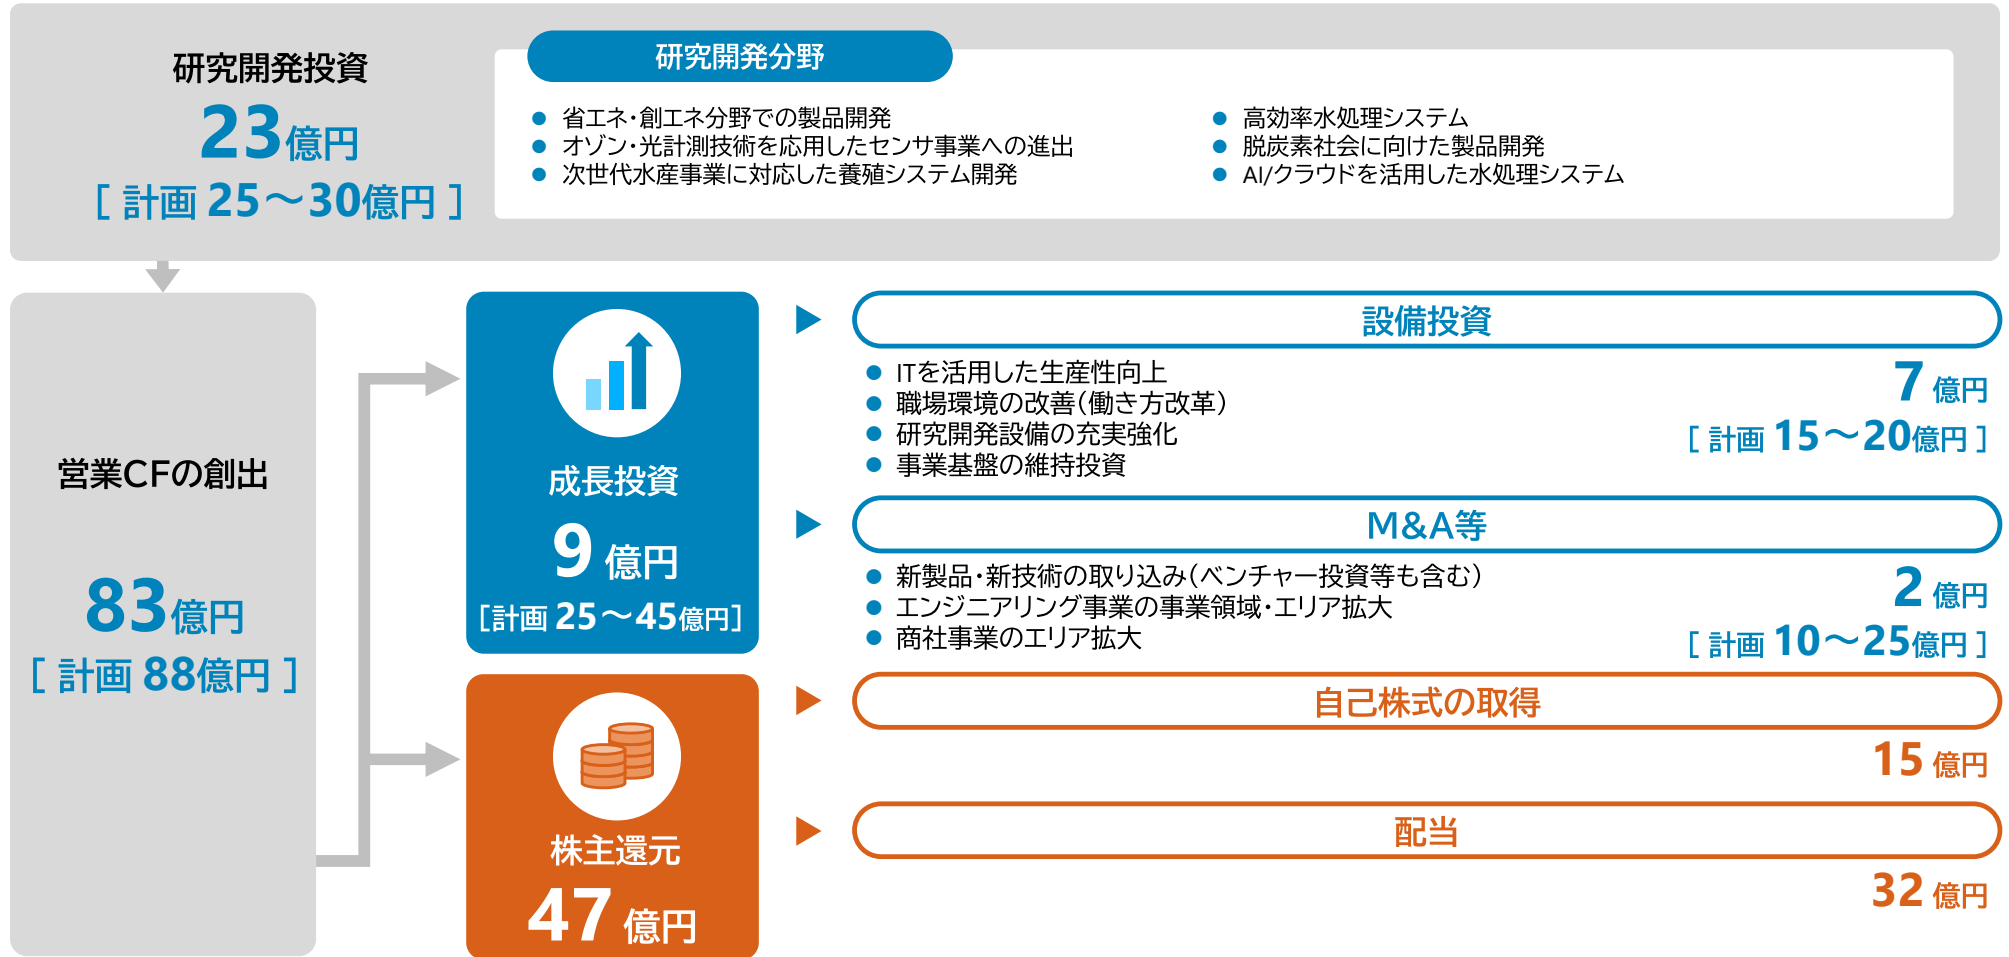 研究開発投資
23億円
[ 計画 25～30億円 ]
研究開発分野
● 省エネ・創エネ分野での製品開発
● オゾン・光計測技術を応用したセンサ事業への進出
● 次世代水産事業に対応した養殖システム開発
● 高効率水処理システム
● 脱炭素社会に向けた製品開発
● AI/クラウドを活用した水処理システム
営業CFの創出
83億円
[ 計画 88億円 ]
成長投資
9 億円
[計画 25～45億円]
設備投資
● ITを活用した生産性向上
● 職場環境の改善（働き方改革）
● 研究開発設備の充実強化
● 事業基盤の維持投資
7 億円
[ 計画 15～20億円 ]
M&A等
● 新製品・新技術の取り込み（ベンチャー投資等も含む）
● エンジニアリング事業の事業領域・エリア拡大
● 商社事業のエリア拡大
2 億円
[ 計画 10～25億円 ]
株主還元
47 億円
自己株式の取得
15 億円
配当
32 億円